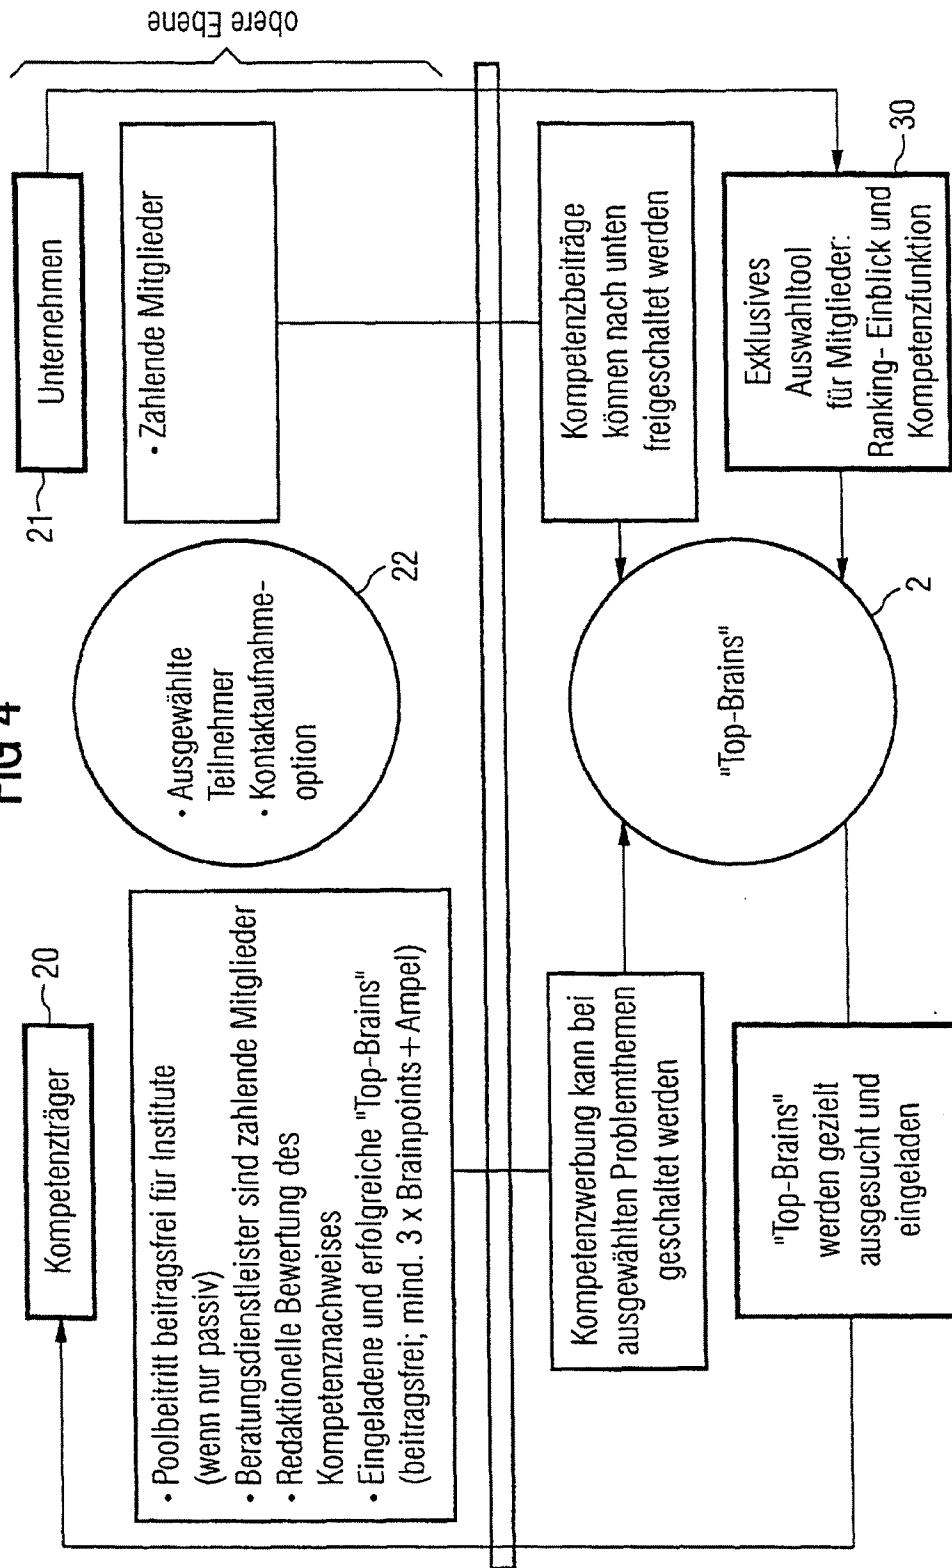 FIG 4
Kompetenzträger
20
Unternehmen
21
obere Ebene
• Poolbeitritt beitragsfrei für Institute
(wenn nur passiv)
• Beratungsdienstleister sind zahlende Mitglieder
• Redaktionelle Bewertung des
Kompetenznachweises
• Eingeladene und erfolgreiche "Top-Brains"
(beitragsfrei; mind. 3 x Brainpoints + Ampel)
• Ausgewählte
Teilnehmer
• Kontaktaufnahme-
option
22
• Zahlende Mitglieder
Kompetenzwerbung kann bei
ausgewählten Problemthemen
geschaltet werden
"Top-Brains"
2
Kompetenzbeiträge
können nach unten
freigeschaltet werden
"Top-Brains"
werden gezielt
ausgesucht und
eingeladen
Exklusives
Auswahltool
für Mitglieder:
Ranking- Einblick und
Kompetenzfunktion
30